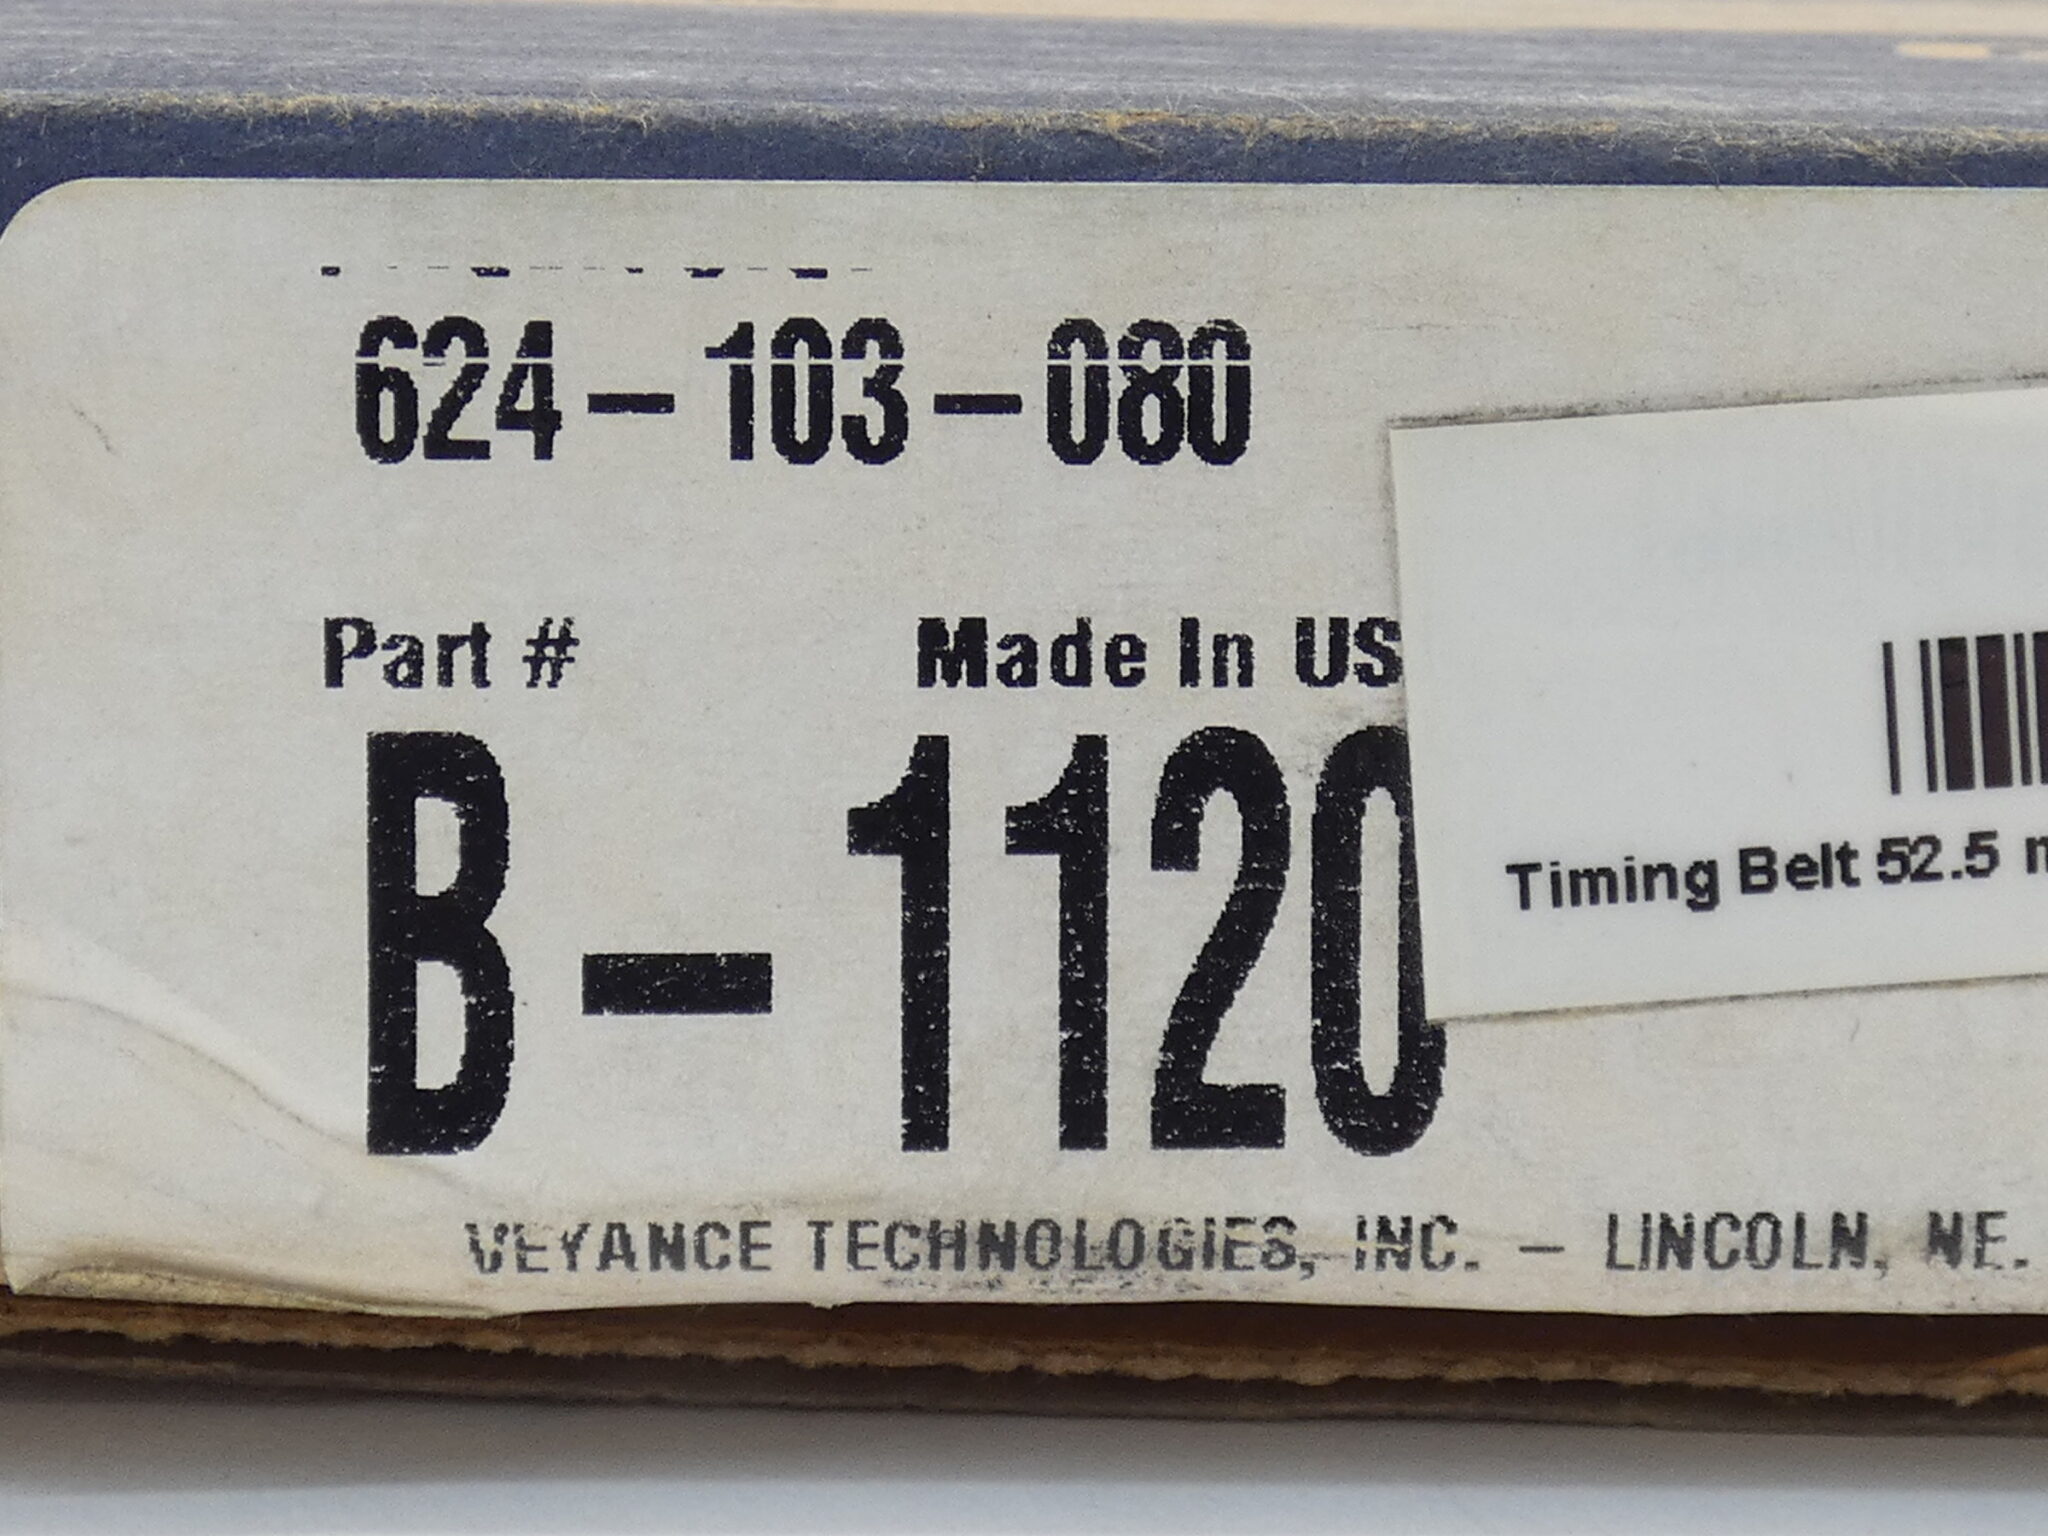 624-103-080
Part # Made In US
B-1120
Timing Belt 52.5
VEYANCE TECHNOLOGIES, INC. - LINCOLN, NE.